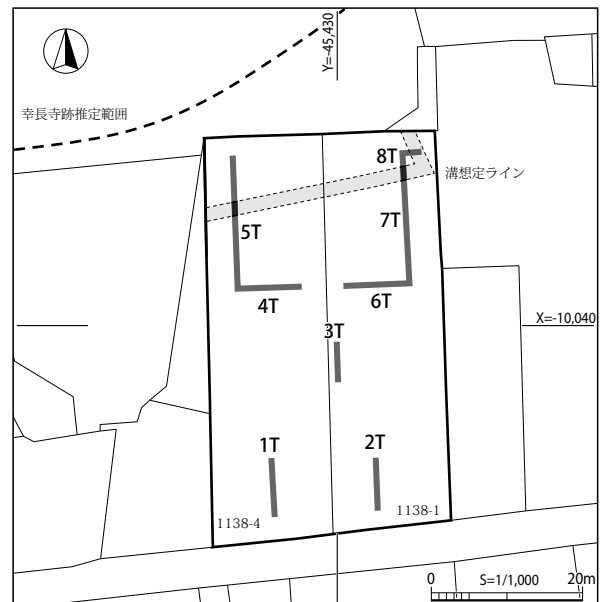 Y=-45,430
幸長寺跡推定範囲
8T
溝想定ライン
7T
5T
4T
6T
X=-10,040
3T
1T
2T
1138-4
1138-1
0 S=1/1,000 20m